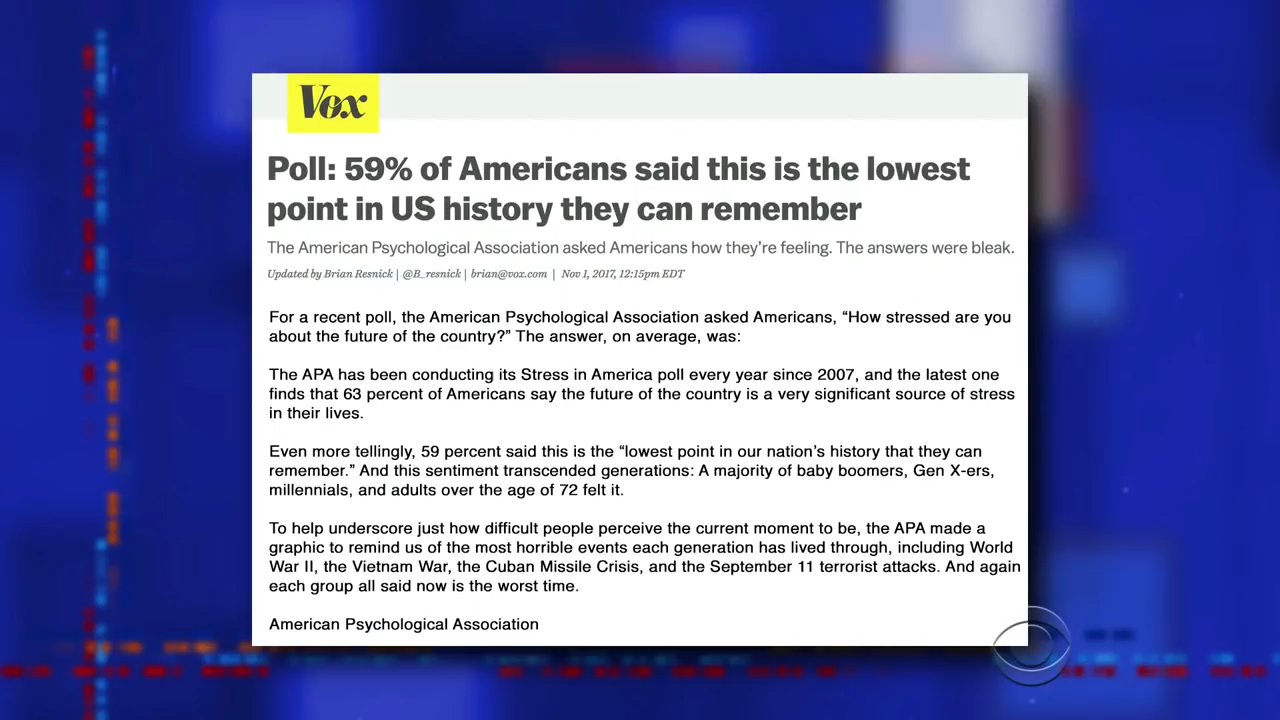 Vox
Poll: 59% of Americans said this is the lowest
point in US history they can remember
The American Psychological Association asked Americans how they're feeling. The answers were bleak.
Updated by Brian Resnick | @B_resnick | brian@vox.com | Nov 1, 2017, 12:15pm EDT
For a recent poll, the American Psychological Association asked Americans, “How stressed are you
about the future of the country?” The answer, on average, was:
The APA has been conducting its Stress in America poll every year since 2007, and the latest one
finds that 63 percent of Americans say the future of the country is a very significant source of stress
in their lives.
Even more tellingly, 59 percent said this is the “lowest point in our nation’s history that they can
remember.” And this sentiment transcended generations: A majority of baby boomers, Gen X-ers,
millennials, and adults over the age of 72 felt it.
To help underscore just how difficult people perceive the current moment to be, the APA made a
graphic to remind us of the most horrible events each generation has lived through, including World
War II, the Vietnam War, the Cuban Missile Crisis, and the September 11 terrorist attacks. And again
each group all said now is the worst time.
American Psychological Association